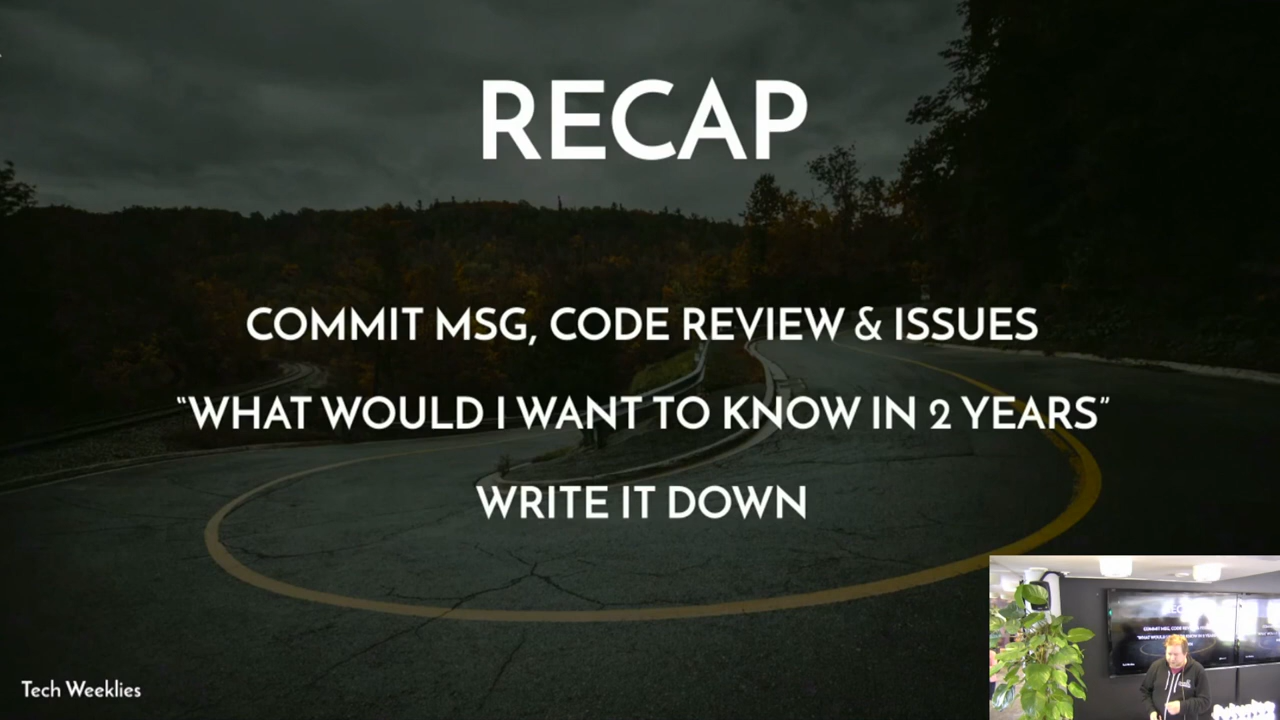 RECAP
COMMIT MSG, CODE REVIEW & ISSUES
“WHAT WOULD I WANT TO KNOW IN 2 YEARS”
WRITE IT DOWN
Tech Weeklies